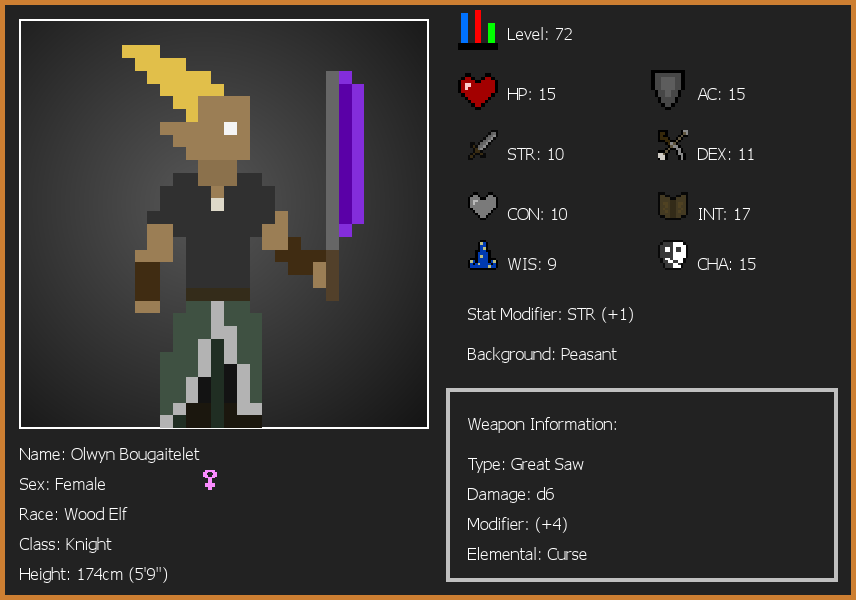 Level: 72
HP: 15
AC: 15
STR: 10
DEX: 11
CON: 10
INT: 17
WIS: 9
CHA: 15
Stat Modifier: STR (+1)
Background: Peasant
Weapon Information:
Type: Great Saw
Damage: d6
Modifier: (+4)
Elemental: Curse
Name: Olwyn Bougaitelet
Sex: Female
Race: Wood Elf
Class: Knight
Height: 174cm (5'9")